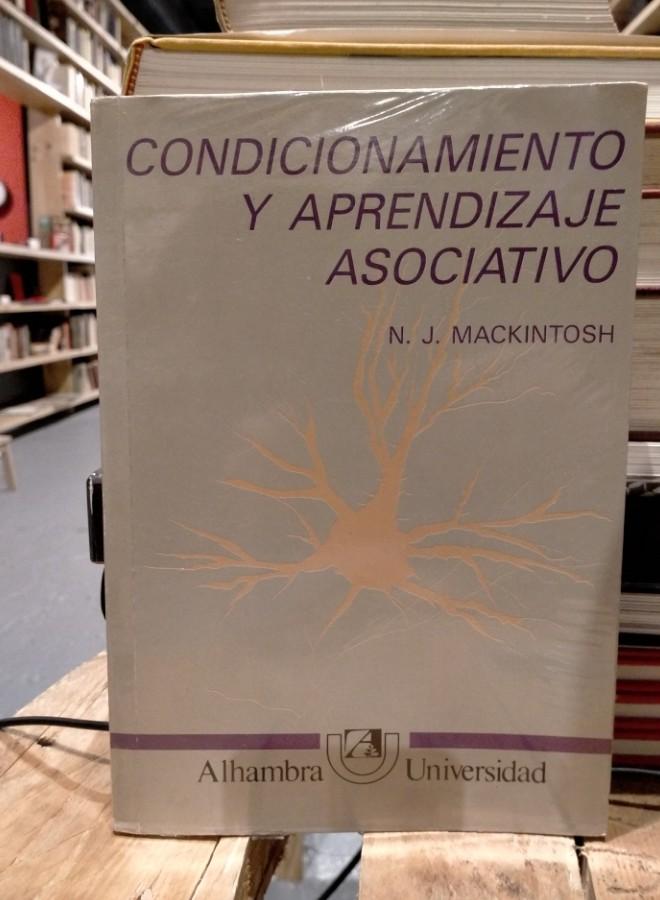 CONDICIONAMIENTO
Y APRENDIZAJE
ASOCIATIVO
N. J. MACKINTOSH
Alhambra Universidad